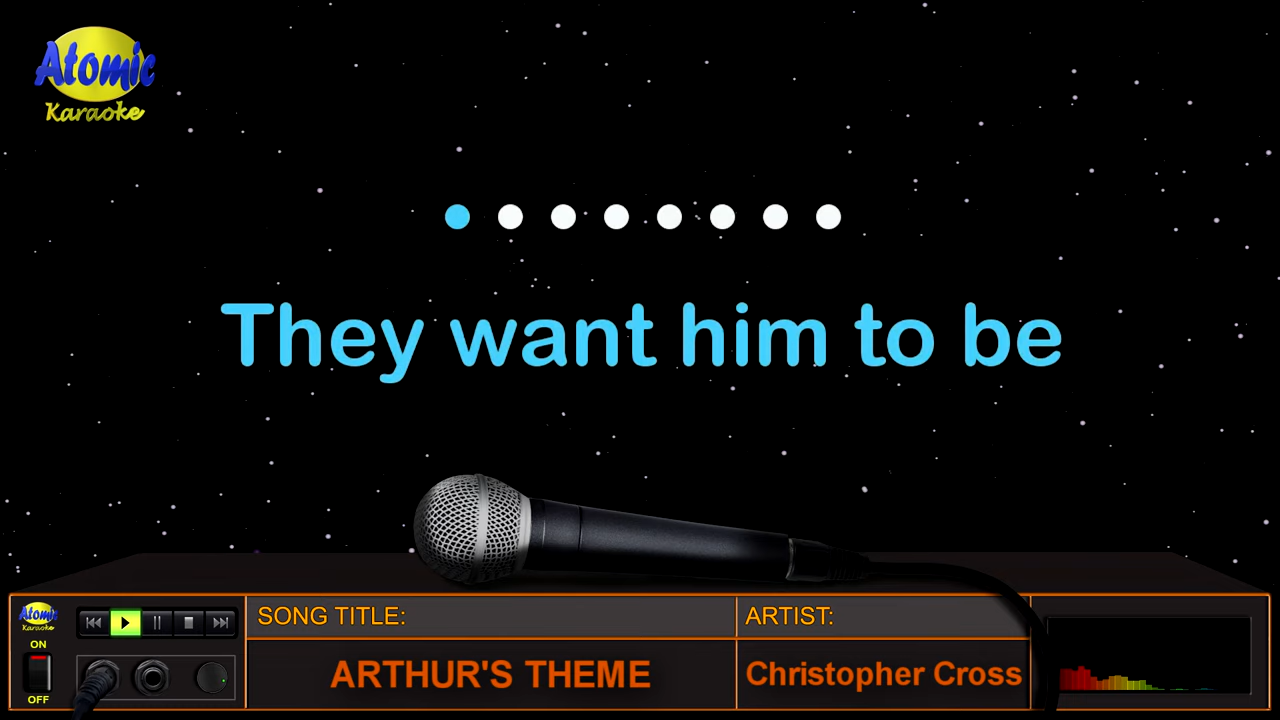 Atomic
Karaoke
They want him to be
Atomic
Karaoke
ON
OFF
SONG TITLE:
ARTHUR'S THEME
ARTIST:
Christopher Cross